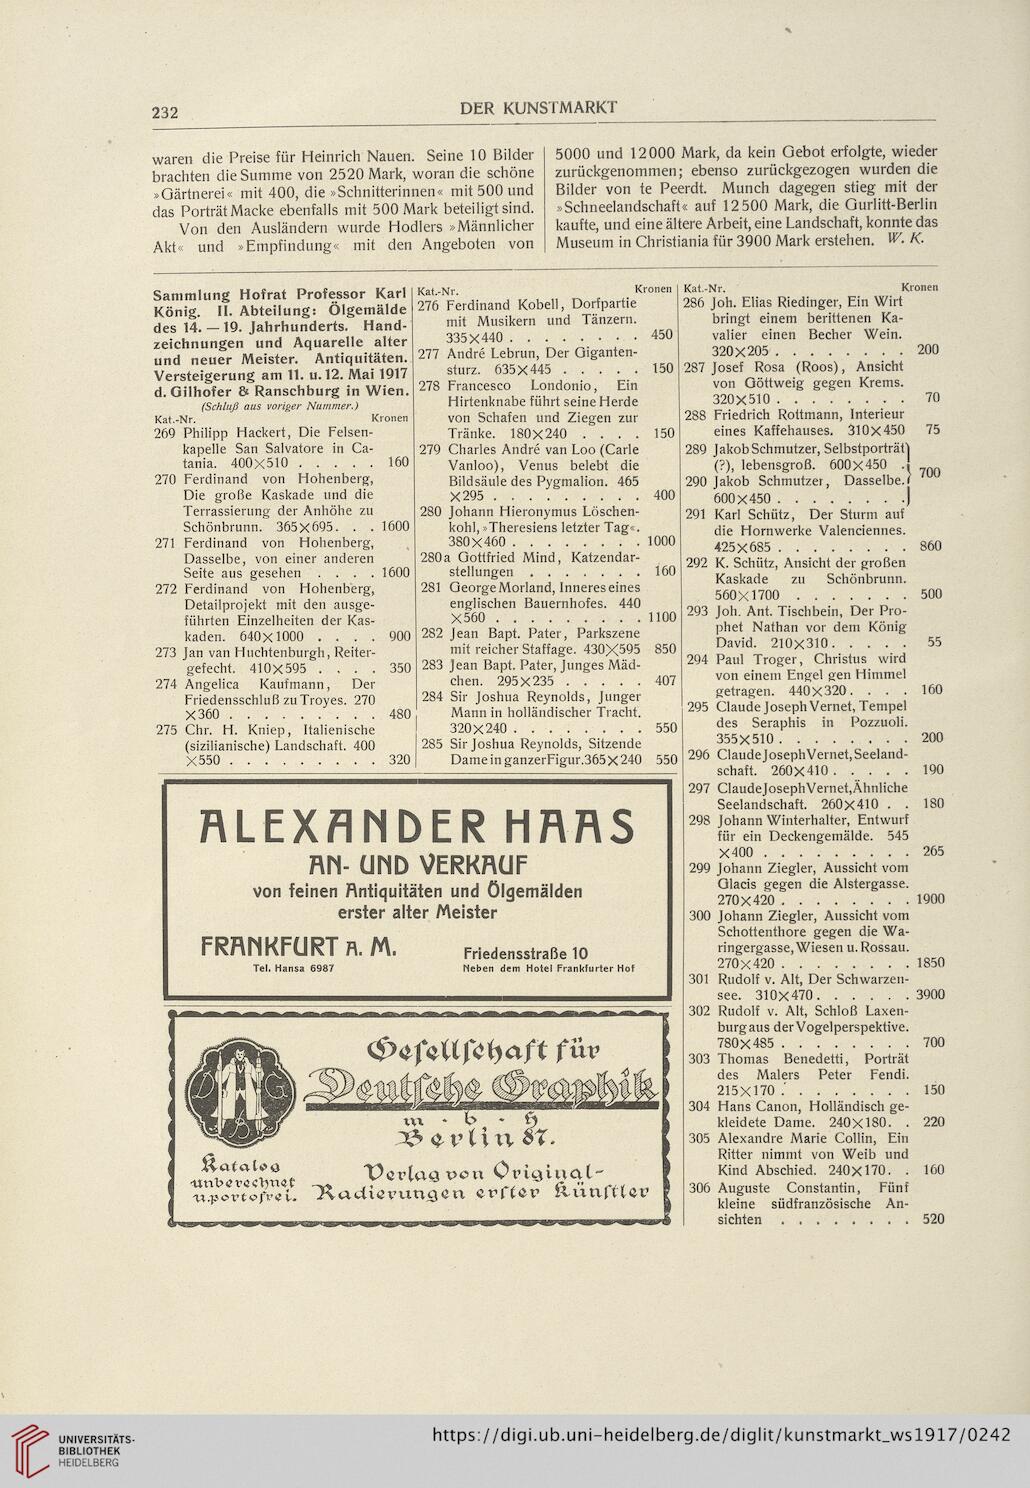 232
DER KUNSTMARKT
waren die Preise für Heinrich Nauen. Seine 10 Bilder
brachten die Summe von 2520 Mark, woran die schöne
»Gärtnerei« mit 400, die »Schnitterinnen« mit 500 und
das Porträt Macke ebenfalls mit 500 Mark beteiligt sind.
Von den Ausländern wurde Hodlers »Männlicher
Akt« und »Empfindung« mit den Angeboten von
5000 und 12000 Mark, da kein Gebot erfolgte, wieder
zurückgenommen; ebenso zurückgezogen wurden die
Bilder von te Peerdt. Munch dagegen stieg mit der
»Schneelandschaft« auf 12500 Mark, die Gurlitt-Berlin
kaufte, und eine ältere Arbeit, eine Landschaft, konnte das
Museum in Christiania für 3900 Mark erstehen. W. K.
Sammlung Hofrat Professor Karl
König. II. Abteilung: Ölgemälde
des 14.—19. Jahrhunderts. Hand-
zeichnungen und Aquarelle alter
und neuer Meister. Antiquitäten.
Versteigerung am 11. u. 12. Mai 1917
d. Gilhofer & Ranschburg in Wien.
(Schluß aus voriger Nummer.)
Kat.-Nr. Kronen
269 Philipp Hackert, Die Felsen-
kapelle San Salvatore in Ca-
tania. 400×510 . . . . . 160
270 Ferdinand von Hohenberg,
Die große Kaskade und die
Terrassierung der Anhöhe zu
Schönbrunn. 365×695. . . 1600
271 Ferdinand von Hohenberg,
Dasselbe, von einer anderen
Seite aus gesehen . . . . 1600
272 Ferdinand von Hohenberg,
Detailprojekt mit den ausge-
führten Einzelheiten der Kas-
kaden. 640×1000 . . . . 900
273 Jan van Huchtenburgh, Reiter-
gefecht. 410×595 . . . . 350
274 Angelica Kaufmann, Der
Friedensschluß zu Troyes. 270
×360 . . . . . . . . . 480
275 Chr. H. Kniep, Italienische
(sizilianische) Landschaft. 400
×550 . . . . . . . . . 320
Kat.-Nr. Kronen
276 Ferdinand Kobell, Dorfpartie
mit Musikern und Tänzern.
335×440 . . . . . . . . 450
277 André Lebrun, Der Giganten-
sturz. 635×445 . . . . . 150
278 Francesco Londonio, Ein
Hirtenknabe führt seine Herde
von Schafen und Ziegen zur
Tränke. 180×240 . . . . 150
279 Charles André van Loo (Carle
Vanloo), Venus belebt die
Bildsäule des Pygmalion. 465
×295 . . . . . . . . . 400
280 Johann Hieronymus Löschen-
kohl, »Theresiens letzter Tag«.
380×460 . . . . . . . . 1000
280a Gottfried Mind, Katzendar-
stellungen . . . . . . . 160
281 George Morland, Inneres eines
englischen Bauernhofes. 440
×560 . . . . . . . . . 1100
282 Jean Bapt. Pater, Parkszene
mit reicher Staffage. 430×595 850
283 Jean Bapt. Pater, Junges Mäd-
chen. 295×235 . . . . . 407
284 Sir Joshua Reynolds, Junger
Mann in holländischer Tracht.
320×240 . . . . . . . . 550
285 Sir Joshua Reynolds, Sitzende
Dame in ganzer Figur. 365×240 550
Kat.-Nr. Kronen
286 Joh. Elias Riedinger, Ein Wirt
bringt einem berittenen Ka-
valier einen Becher Wein.
320×205 . . . . . . . . 200
287 Josef Rosa (Roos), Ansicht
von Göttweig gegen Krems.
320×510 . . . . . . . . 70
288 Friedrich Rottmann, Interieur
eines Kaffehauses. 310×450 75
289 Jakob Schmutzer, Selbstporträt
(?), lebensgroß. 600×450 .
700
290 Jakob Schmutzer, Dasselbe.
600×450 . . . . . . . .
291 Karl Schütz, Der Sturm auf
die Hornwerke Valenciennes.
425×685 . . . . . . . . 860
292 K. Schütz, Ansicht der großen
Kaskade zu Schönbrunn.
560×1700 . . . . . . . 500
293 Joh. Ant. Tischbein, Der Pro-
phet Nathan vor dem König
David. 210×310. . . . . 55
294 Paul Troger, Christus wird
von einem Engel gen Himmel
getragen. 440×320. . . . 160
295 Claude Joseph Vernet, Tempel
des Seraphis in Pozzuoli.
355×510 . . . . . . . . 200
296 Claude Joseph Vernet, Seeland-
schaft. 260×410 . . . . . 190
297 Claude Joseph Vernet, Ähnliche
Seelandschaft. 260×410 . . 180
298 Johann Winterhalter, Entwurf
für ein Deckengemälde. 545
×400 . . . . . . . . . 265
299 Johann Ziegler, Aussicht vom
Glacis gegen die Alstergasse.
270×420 . . . . . . . . 1900
300 Johann Ziegler, Aussicht vom
Schottenthore gegen die Wa-
ringergasse, Wiesen u. Rossau.
270×420 . . . . . . . . 1850
301 Rudolf v. Alt, Der Schwarzen-
see. 310×470. . . . . . 3900
302 Rudolf v. Alt, Schloß Laxen-
burg aus der Vogelperspektive.
780×485 . . . . . . . . 700
303 Thomas Benedetti, Porträt
des Malers Peter Fendi.
215×170 . . . . . . . . 150
304 Hans Canon, Holländisch ge-
kleidete Dame. 240×180. . 220
305 Alexandre Marie Collin, Ein
Ritter nimmt von Weib und
Kind Abschied. 240×170. . 160
306 Auguste Constantin, Fünf
kleine südfranzösische An-
sichten . . . . . . . . 520
ALEXANDER HAAS
AN- UND VERKAUF
von feinen Antiquitäten und Ölgemälden
erster alter Meister
FRANKFURT A. M.
Tel. Hansa 6987
Friedensstraße 10
Neben dem Hotel Frankfurter Hof
Gesellschaft für
Deutsche Graphik
m · b · H
Berlin 87.
D G
B
Katalog
unberechnet
u. portofrei.
Verlag von Original-
Radierungen erster Künstler
UNIVERSITÄTS-
BIBLIOTHEK
HEIDELBERG
https://digi.ub.uni-heidelberg.de/diglit/kunstmarkt_ws1917/0242